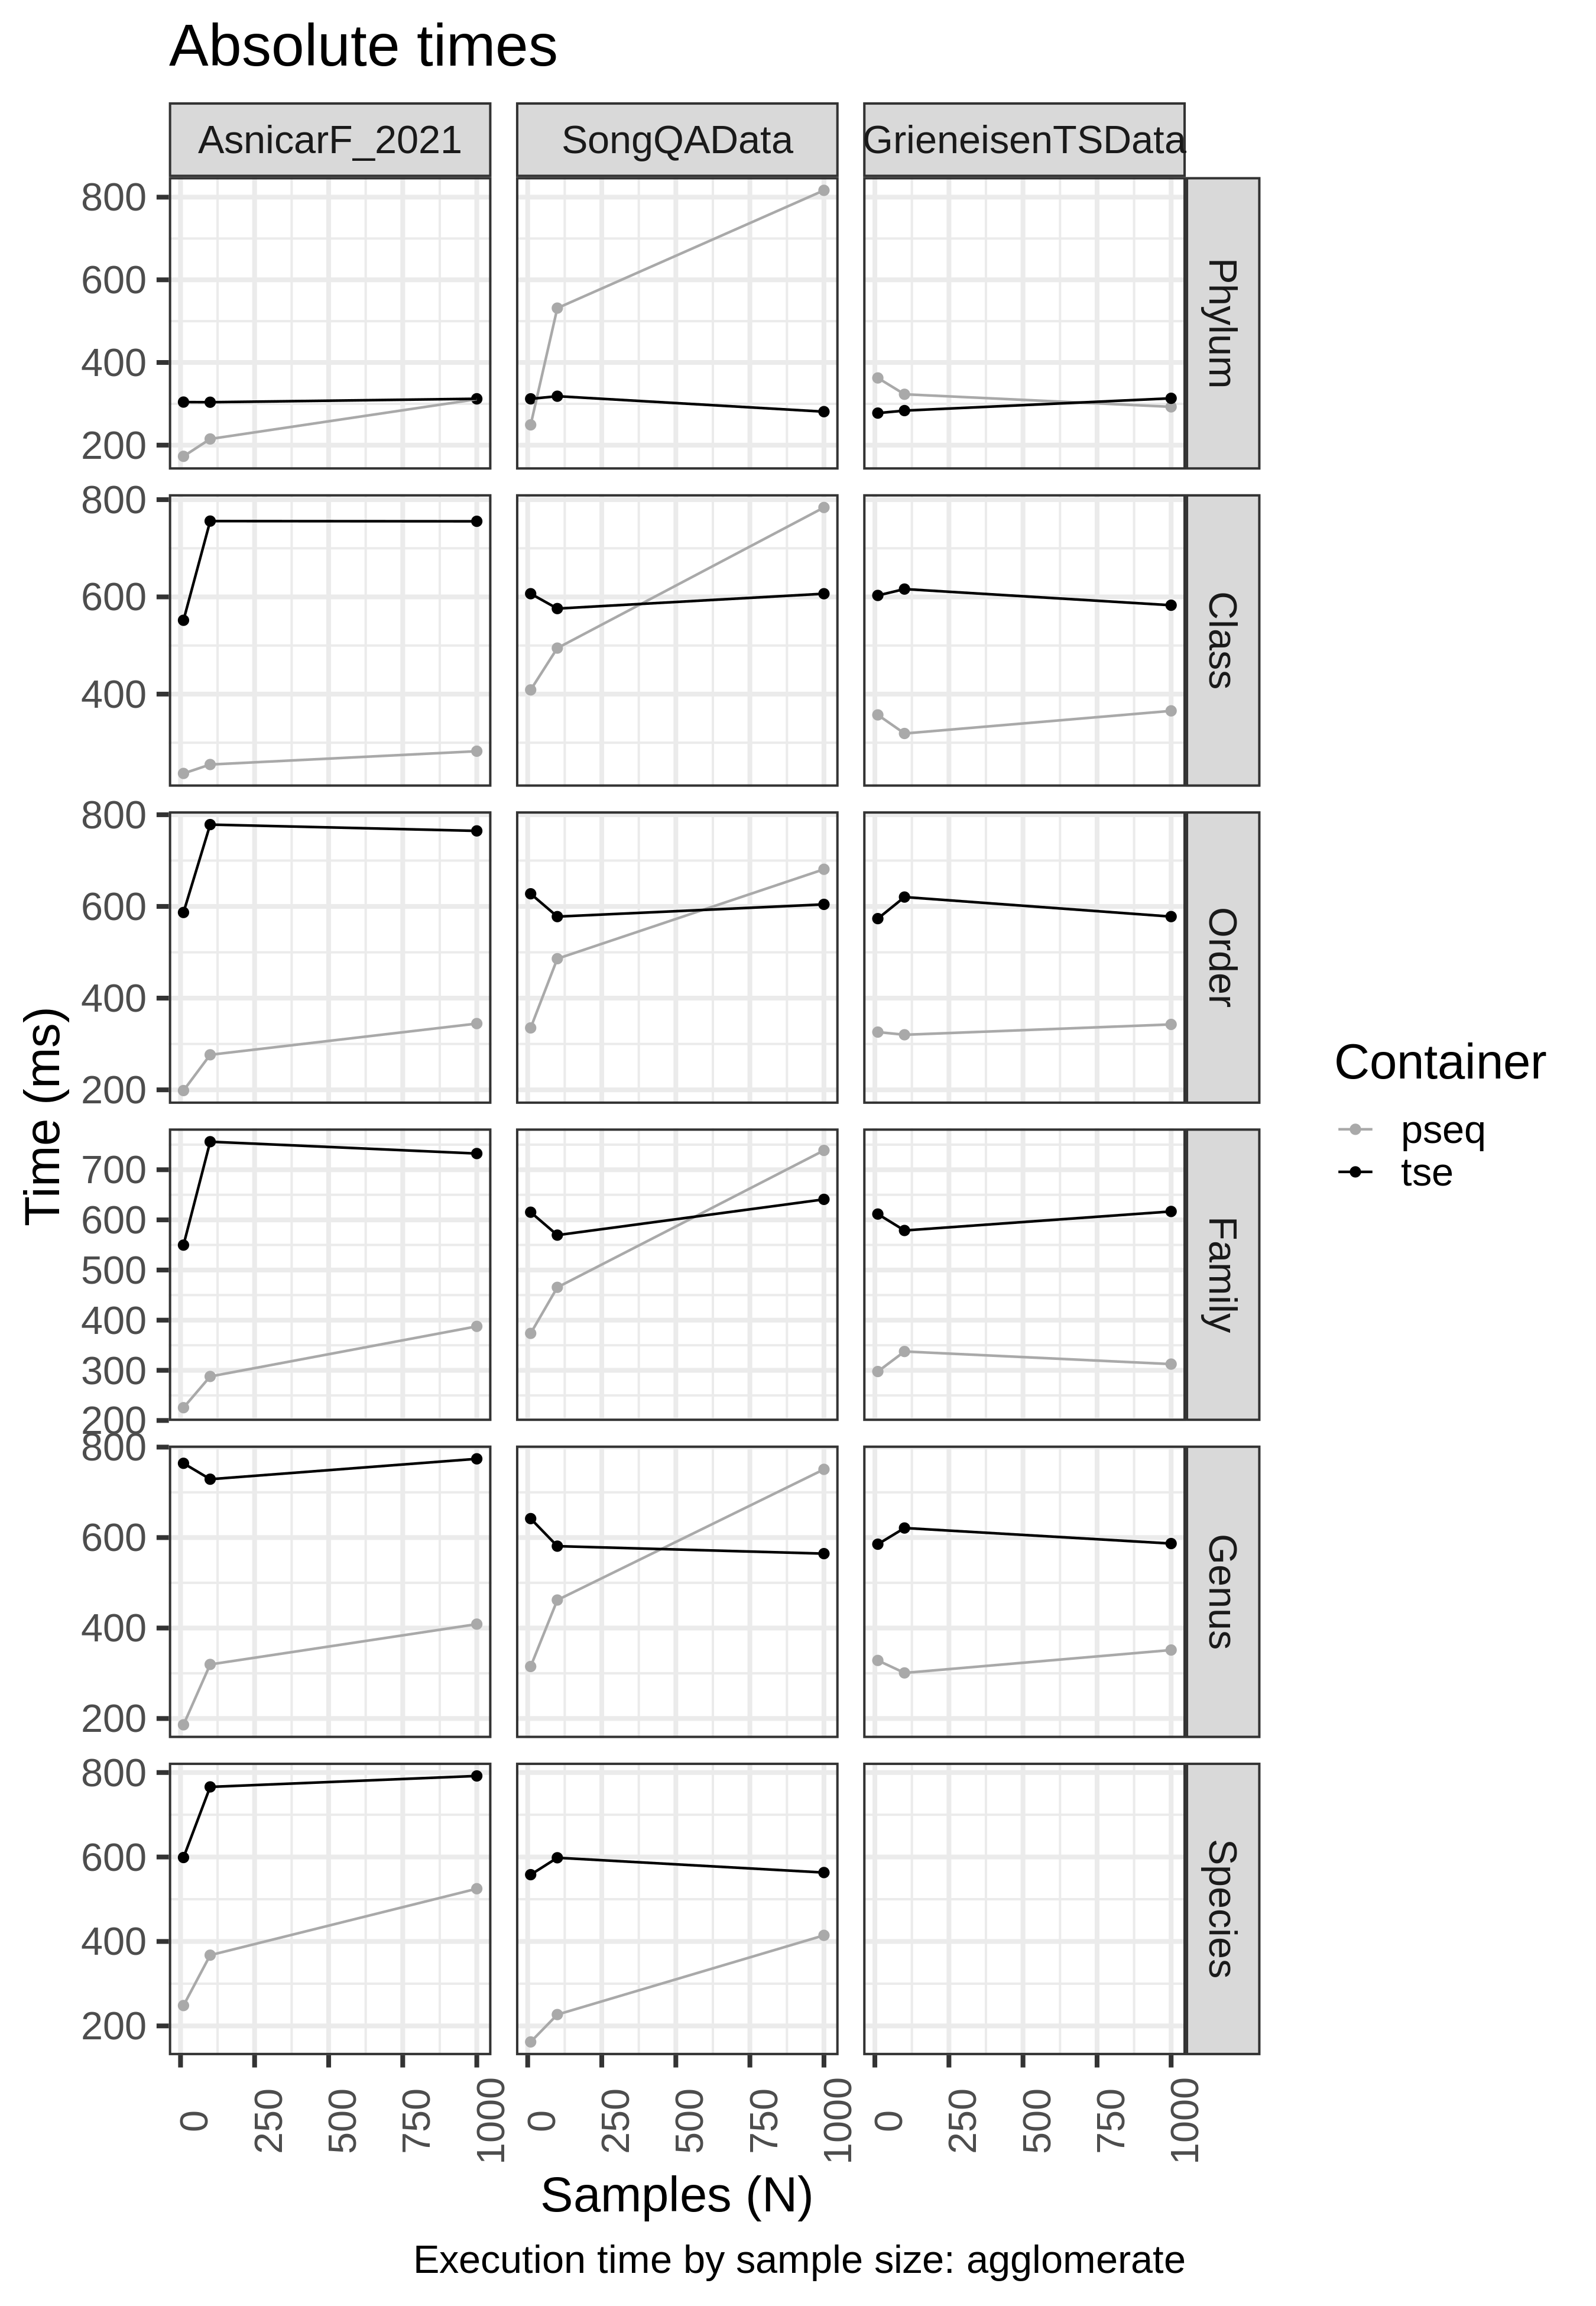 Absolute times
AsnicarF_2021 SongQAData GrieneisenTSData
800
600
400
200
Phylum
800
600
400
Class
800
600
400
200
Order
700
600
500
400
300
200
Family
800
600
400
200
Genus
800
600
400
200
Species
Time (ms)
0 250 500 750 1000 0 250 500 750 1000 0 250 500 750 1000
Samples (N)
Execution time by sample size: agglomerate
Container
pseq
tse